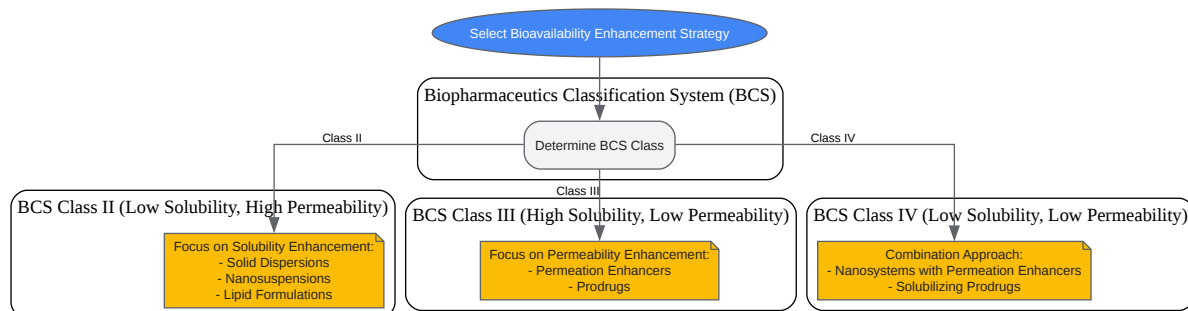 Select Bioavailability Enhancement Strategy
Biopharmaceutics Classification System (BCS)
Determine BCS Class
Class II
Class III
Class IV
BCS Class II (Low Solubility, High Permeability)
Focus on Solubility Enhancement:
- Solid Dispersions
- Nanosuspensions
- Lipid Formulations
BCS Class III (High Solubility, Low Permeability)
Focus on Permeability Enhancement:
- Permeation Enhancers
- Prodrugs
BCS Class IV (Low Solubility, Low Permeability)
Combination Approach:
- Nanosystems with Permeation Enhancers
- Solubilizing Prodrugs